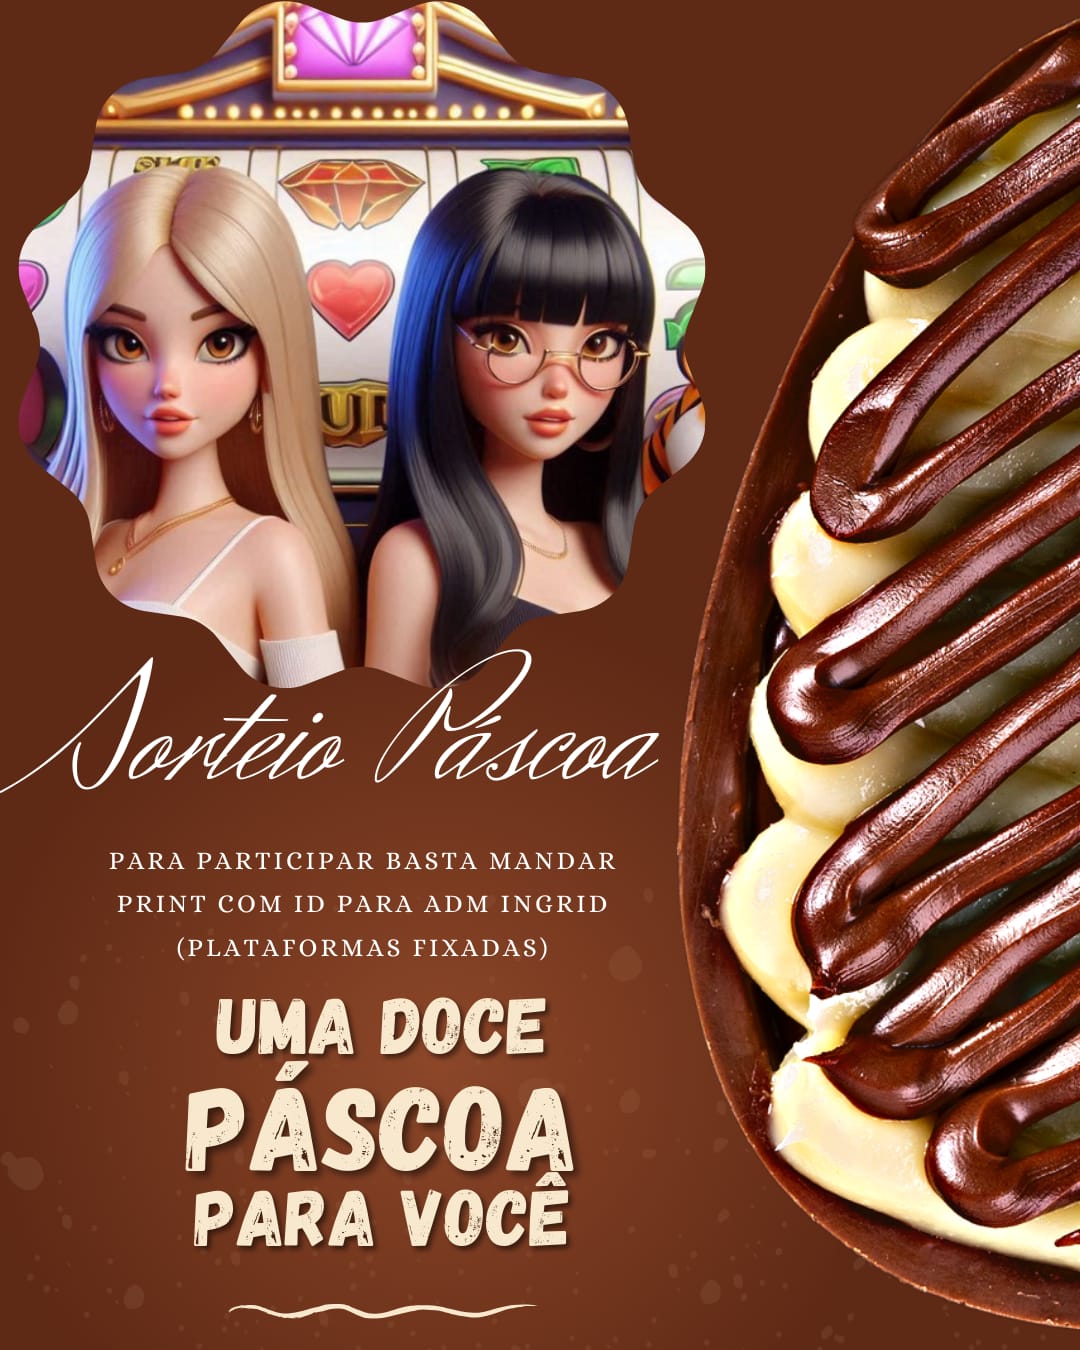 Sorteio Páscoa
PARA PARTICIPAR BASTA MANDAR
PRINT COM ID PARA ADM INGRID
(PLATAFORMAS FIXADAS)
UMA DOCE
PÁSCOA
PARA VOCÊ